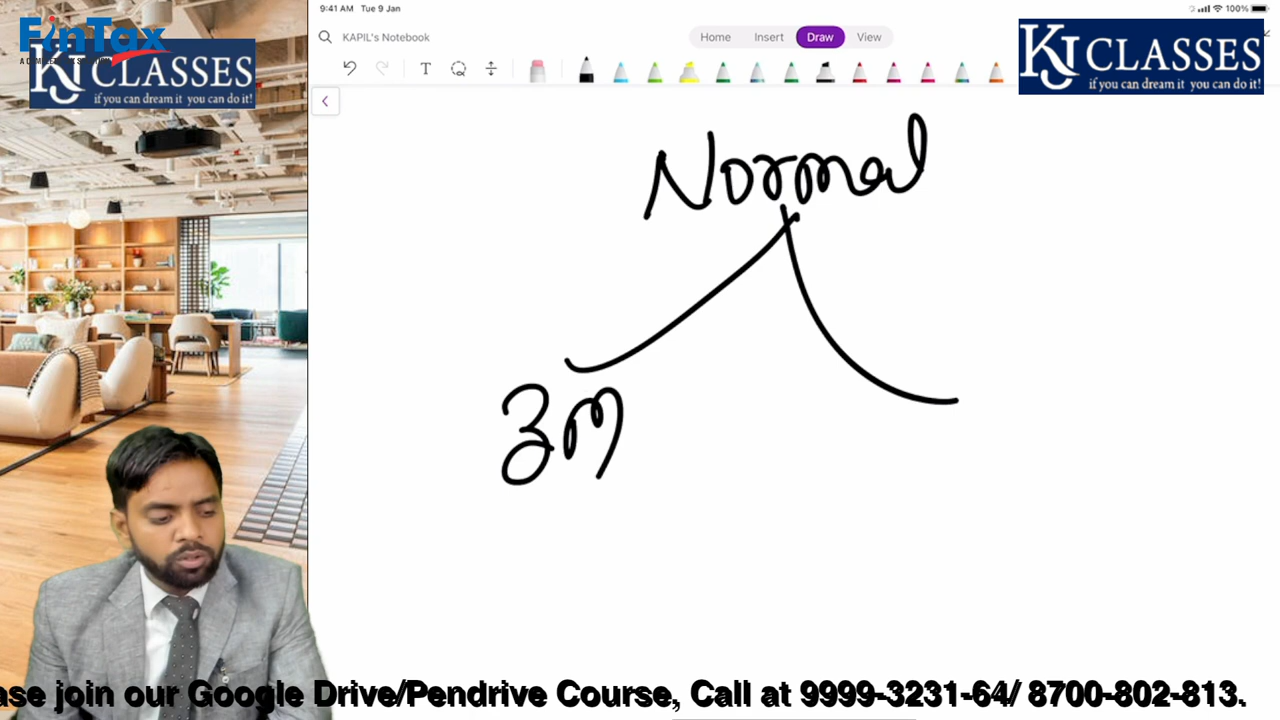 9:41 AM Tue 9 Jan
100%
FinTax
KJ CLASSES
if you can dream it you can do it!
KAPIL's Notebook
Home Insert Draw View
KJ CLASSES
if you can dream it you can do it!
T
Normal
3m
ase join our Google Drive/Pendrive Course, Call at 9999-3231-64/ 8700-802-813.